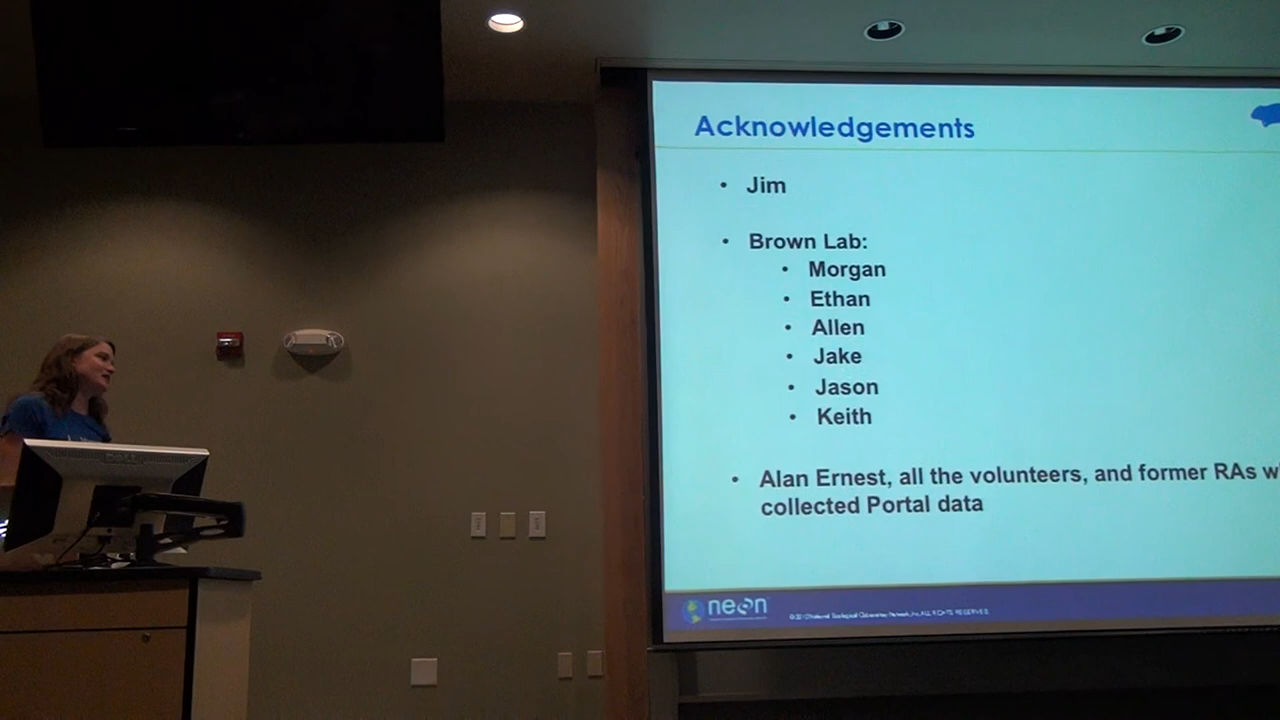 Acknowledgements
• Jim
• Brown Lab:
• Morgan
• Ethan
• Allen
• Jake
• Jason
• Keith
• Alan Ernest, all the volunteers, and former RAs w
collected Portal data
neon
DELL